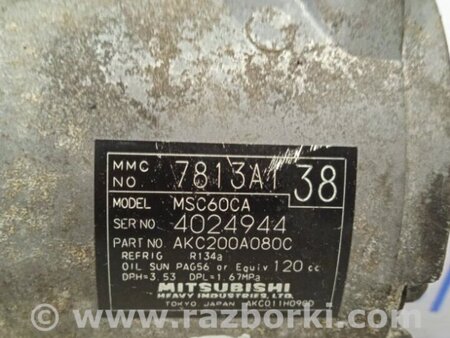 MMC NO. 7813A1 38
MODEL MSC60CA
SER NO 4024944
PART NO. AKC200A080C
REFRIG R134a
OIL SUN PAG56 or Equiv 120 cc
DPH=3.53 DPL=1.67MPa
MITSUBISHI
HEAVY INDUSTRIES, LTD.
TOKYO JAPAN AKC011H090D
www.razborki.com